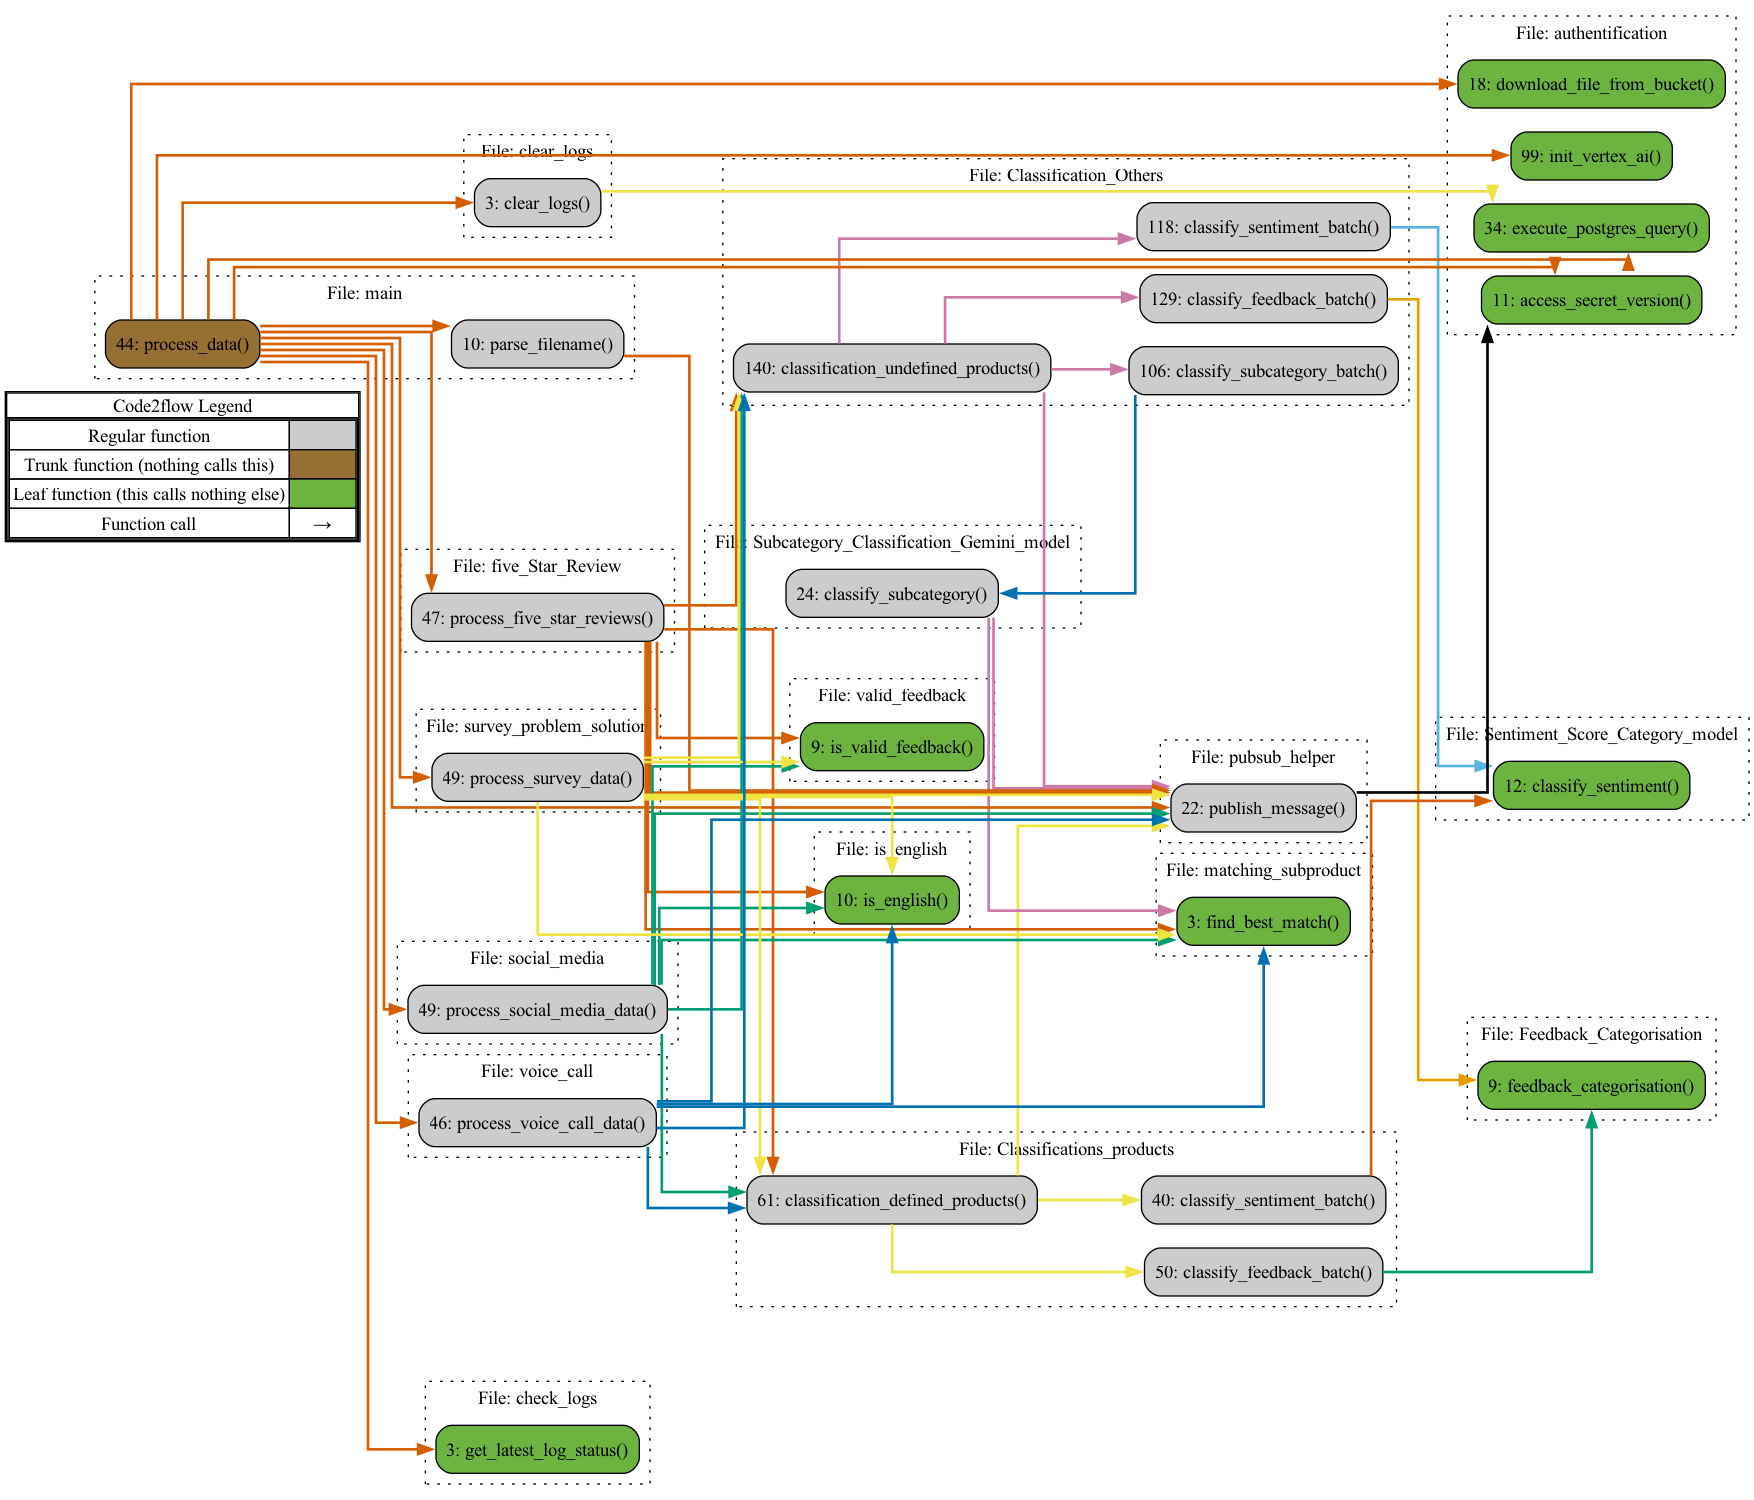 File: authentification
18: download_file_from_bucket()
99: init_vertex_ai()
34: execute_postgres_query()
11: access_secret_version()
File: clear_logs
3: clear_logs()
File: Classification_Others
118: classify_sentiment_batch()
129: classify_feedback_batch()
140: classification_undefined_products()
106: classify_subcategory_batch()
File: main
44: process_data()
10: parse_filename()
Code2flow Legend
Regular function
Trunk function (nothing calls this)
Leaf function (this calls nothing else)
Function call →
File: five_Star_Review
47: process_five_star_reviews()
File: Subcategory_Classification_Gemini_model
24: classify_subcategory()
File: survey_problem_solution
49: process_survey_data()
File: valid_feedback
9: is_valid_feedback()
File: pubsub_helper
22: publish_message()
File: Sentiment_Score_Category_model
12: classify_sentiment()
File: is_english
10: is_english()
File: matching_subproduct
3: find_best_match()
File: social_media
49: process_social_media_data()
File: voice_call
46: process_voice_call_data()
File: Feedback_Categorisation
9: feedback_categorisation()
File: Classifications_products
61: classification_defined_products()
40: classify_sentiment_batch()
50: classify_feedback_batch()
File: check_logs
3: get_latest_log_status()